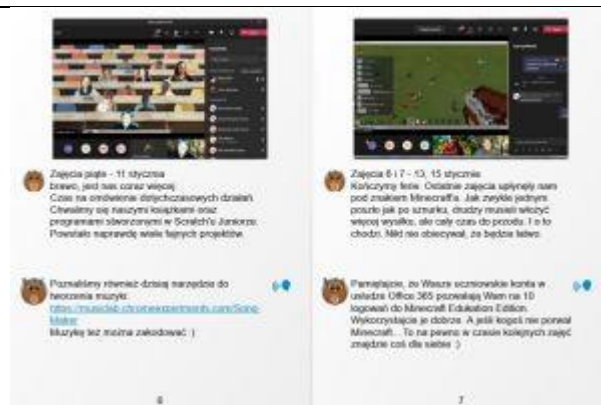 Zajęcia piąte - 11 stycznia
brawo, jest nas coraz więcej
Czas na omówienie dotychczasowych działań.
Chwalimy się naszymi książkami oraz
programami stworzonymi w Scratch'u Juniorze.
Powstało naprawdę wiele fajnych projektów.
Poznaliśmy również dzisiaj narzędzie do
tworzenia muzyki:
https://musiclab.chromeexperiments.com/Song-
Maker
Muzykę też można zakodować :)
6
Zajęcia 6 i 7 - 13, 15 stycznia
Kończymy ferie. Ostatnie zajęcia upłynęły nam
pod znakiem Minecraft'a. Jak zwykle jednym
poszło jak po sznurku, drudzy musieli włożyć
więcej wysiłku, ale cały czas do przodu. I o to
chodzi. Nikt nie obiecywał, że będzie łatwo.
Pamiętajcie, że Wasze uczniowskie konta w
usłudze Office 365 pozwalają Wam na 10
logowań do Minecraft Edukation Edition.
Wykorzystajcie je dobrze. A jeśli kogoś nie porwał
Minecraft... To na pewno w czasie kolejnych zajęć
znajdzie coś dla siebie :)
7